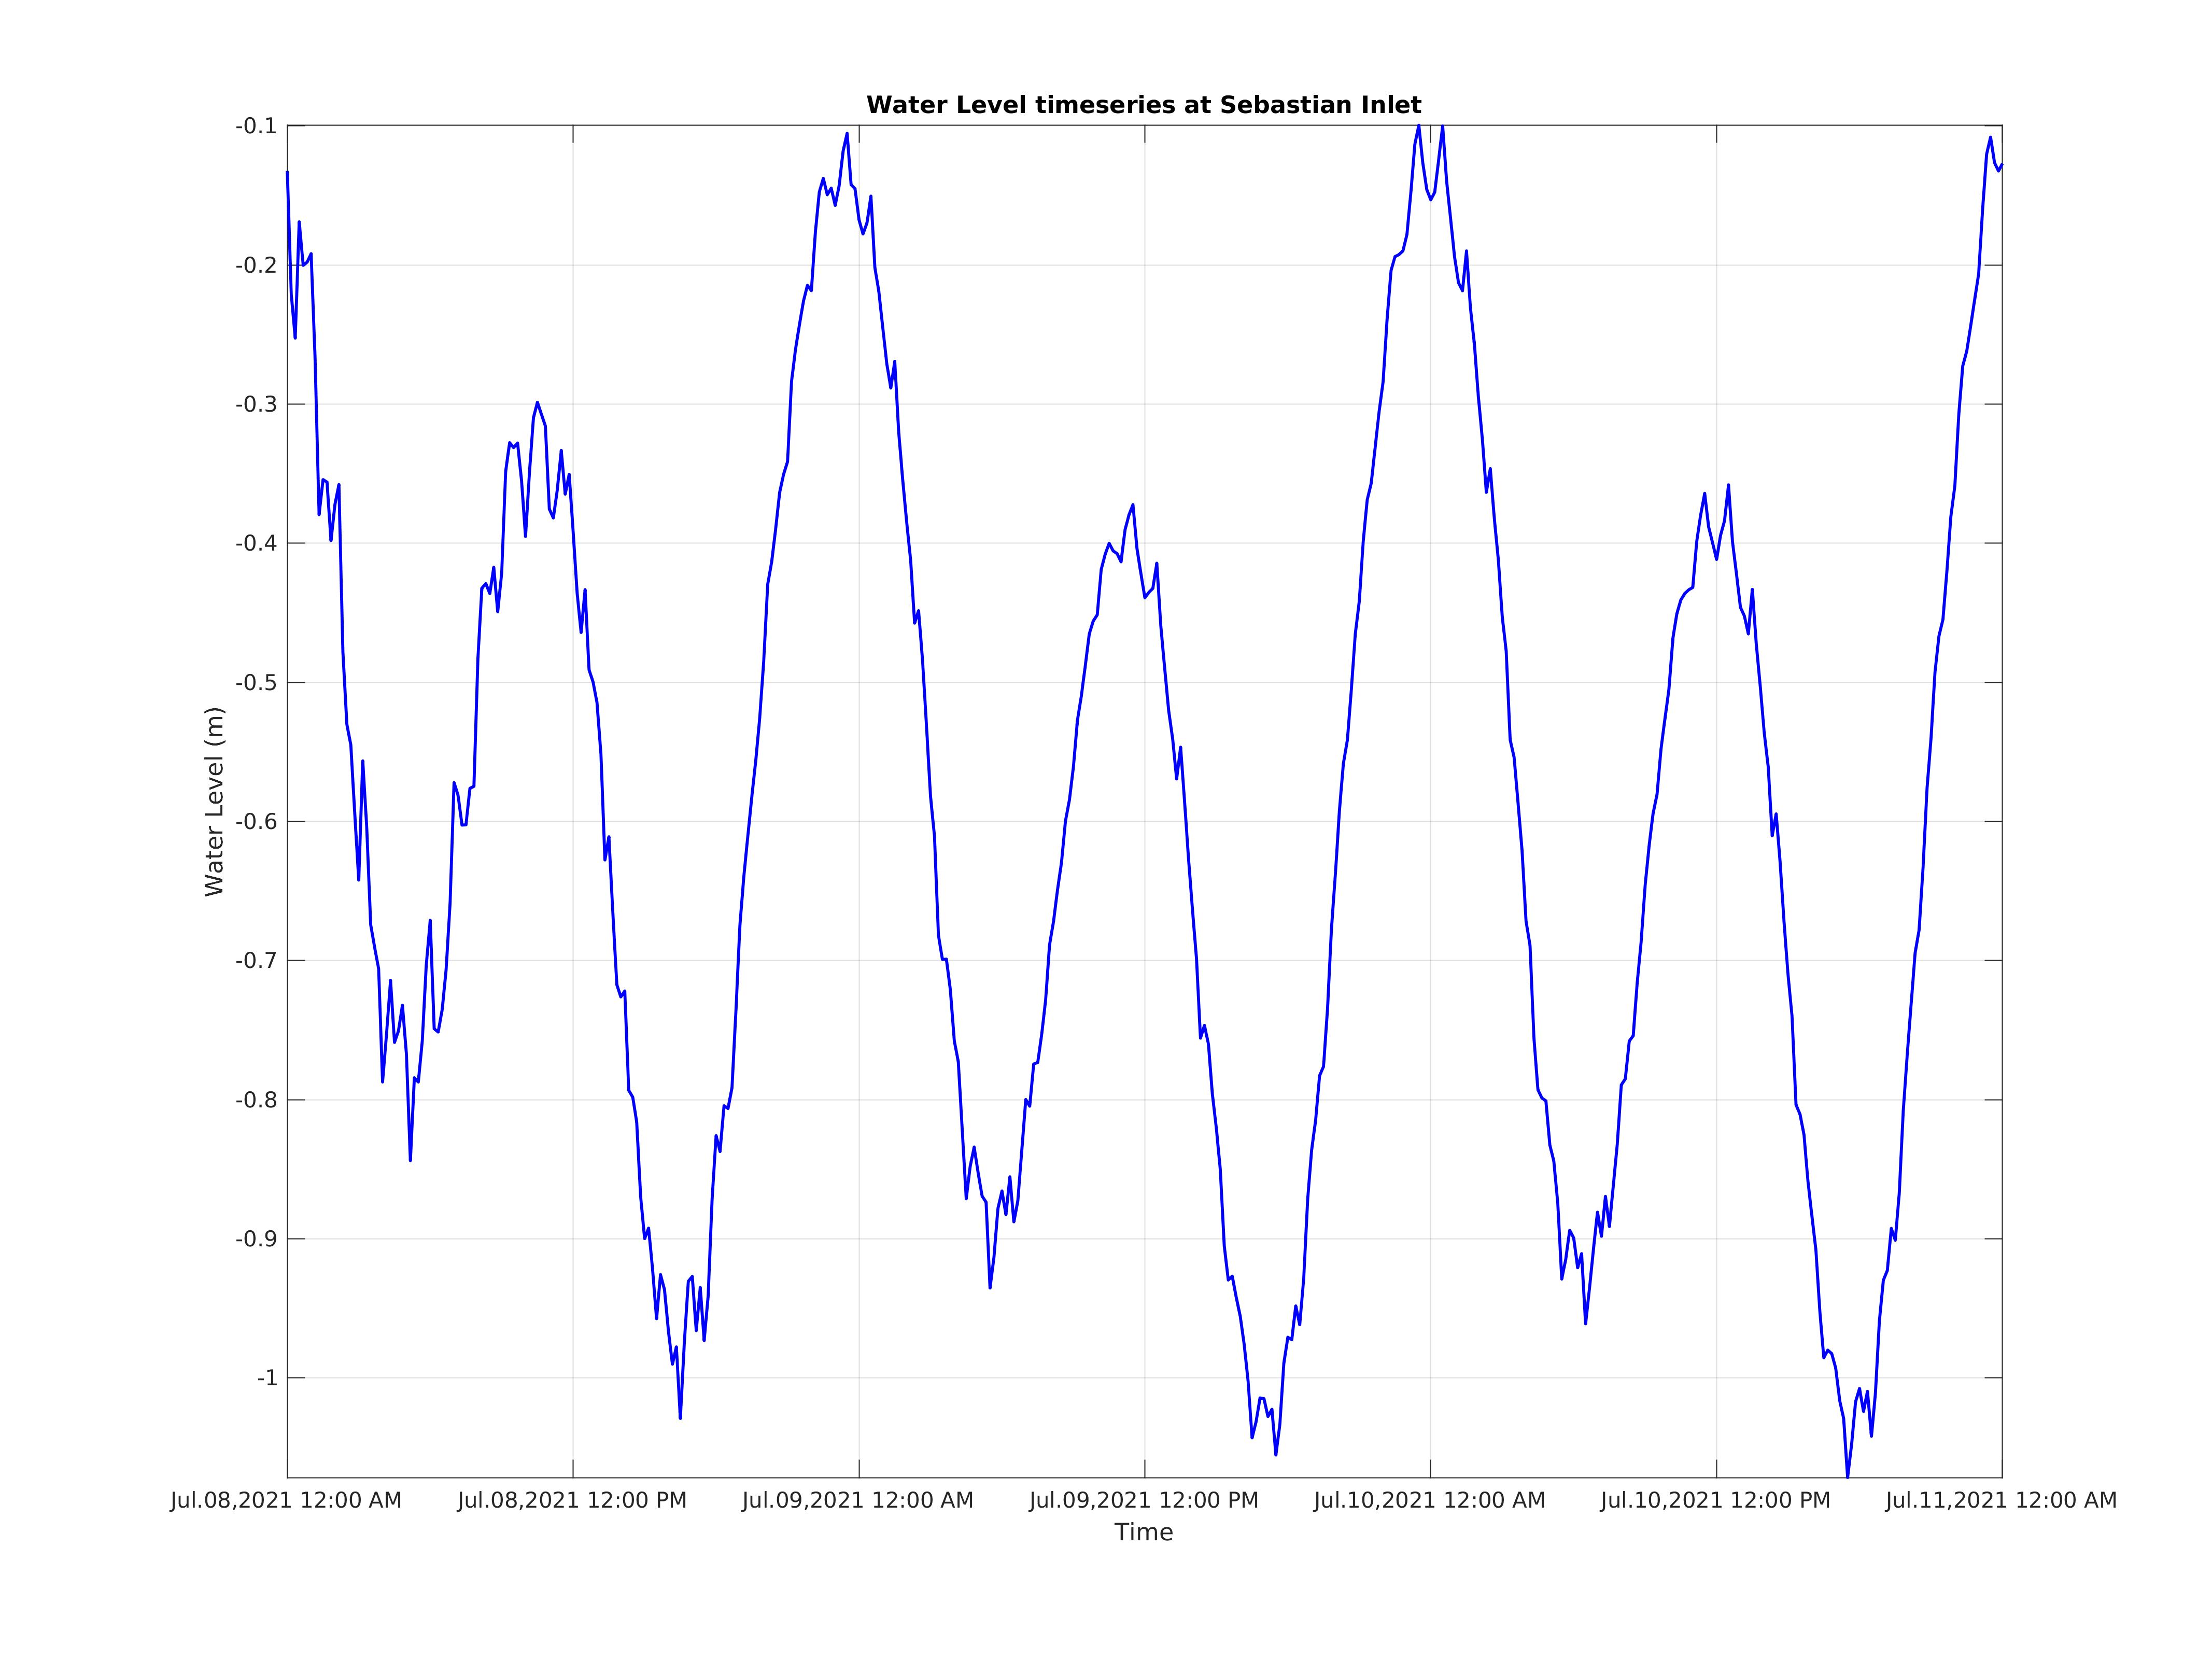 Water Level timeseries at Sebastian Inlet
-0.1
-0.2
-0.3
-0.4
-0.5
-0.6
-0.7
-0.8
-0.9
-1
Water Level (m)
Jul.08,2021 12:00 AM
Jul.08,2021 12:00 PM
Jul.09,2021 12:00 AM
Jul.09,2021 12:00 PM
Jul.10,2021 12:00 AM
Jul.10,2021 12:00 PM
Jul.11,2021 12:00 AM
Time